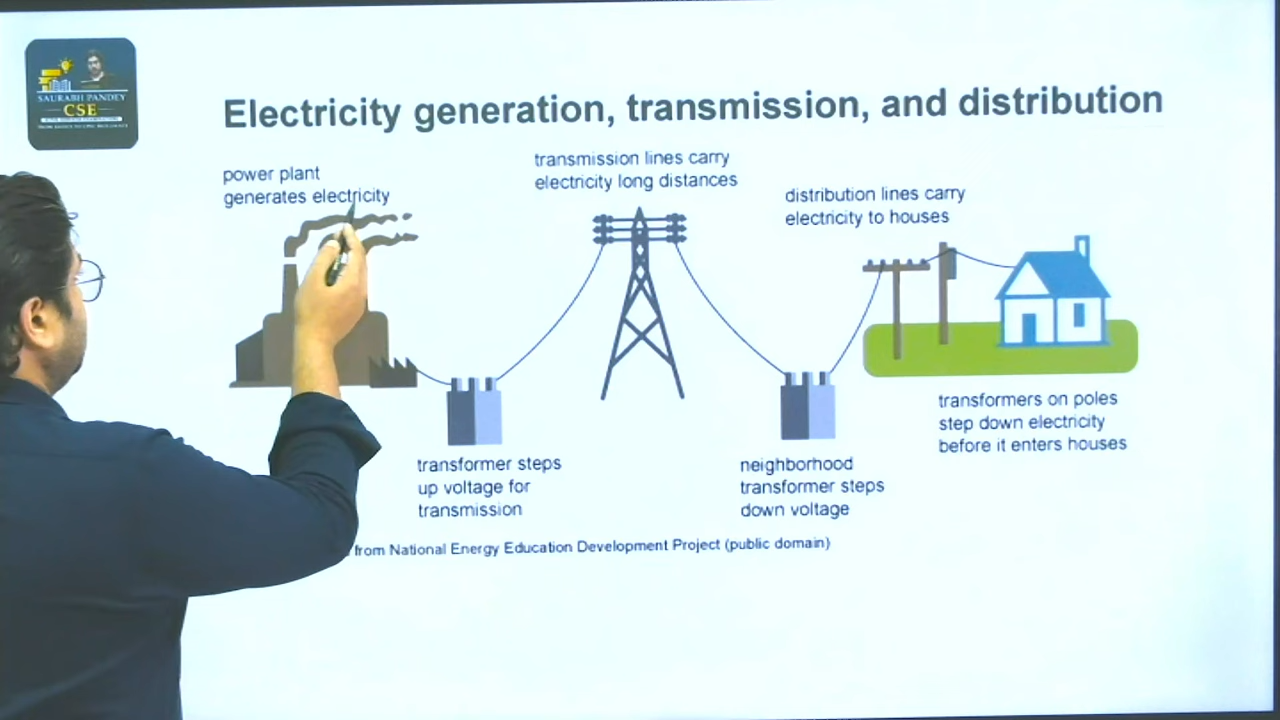 SAURABH PANDEY
CSE
Electricity generation, transmission, and distribution
power plant
generates electricity
transmission lines carry
electricity long distances
distribution lines carry
electricity to houses
transformer steps
up voltage for
transmission
neighborhood
transformer steps
down voltage
transformers on poles
step down electricity
before it enters houses
from National Energy Education Development Project (public domain)